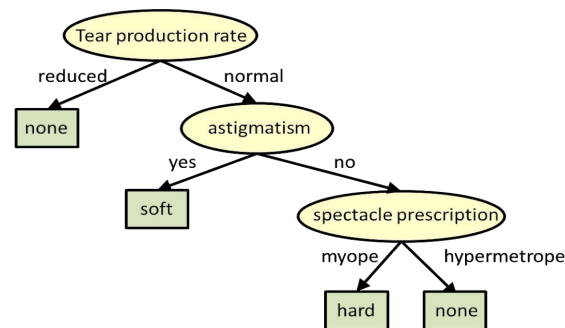 Tear production rate
reduced
normal
none
astigmatism
yes
no
soft
spectacle prescription
myope
hypermetrope
hard
none